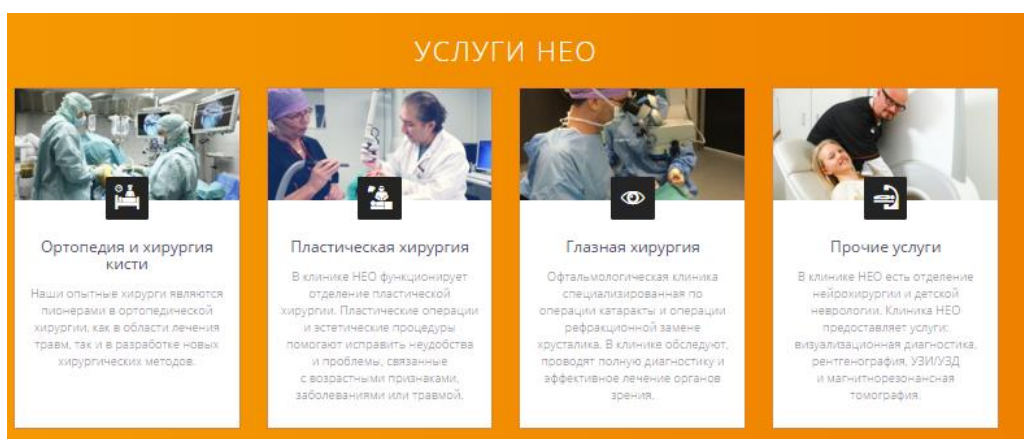 УСЛУГИ НЕО
Ортопедия и хирургия
кисти
Наши опытные хирурги являются
пионерами в ортопедической
хирургии, как в области лечения
травм, так и в разработке новых
хирургических методов.
Пластическая хирургия
В клинике НЕО функционирует
отделение пластической
хирургии. Пластические операции
и эстетические процедуры
помогают исправить неудобства
и проблемы, связанные
с возрастными признаками,
заболеваниями или травмой.
Глазная хирургия
Офтальмологическая клиника
специализированная по
операции катаракты и операции
рефракционной замене
хрусталика. В клинике обследуют,
проводят полную диагностику и
эффективное лечение органов
зрения.
Прочие услуги
В клинике НЕО есть отделение
нейрохирургии и детской
неврологии. Клиника НЕО
предоставляет услуги:
визуализационная диагностика,
рентгенография, УЗИ/УЗД
и магнитнорезонансная
томография.